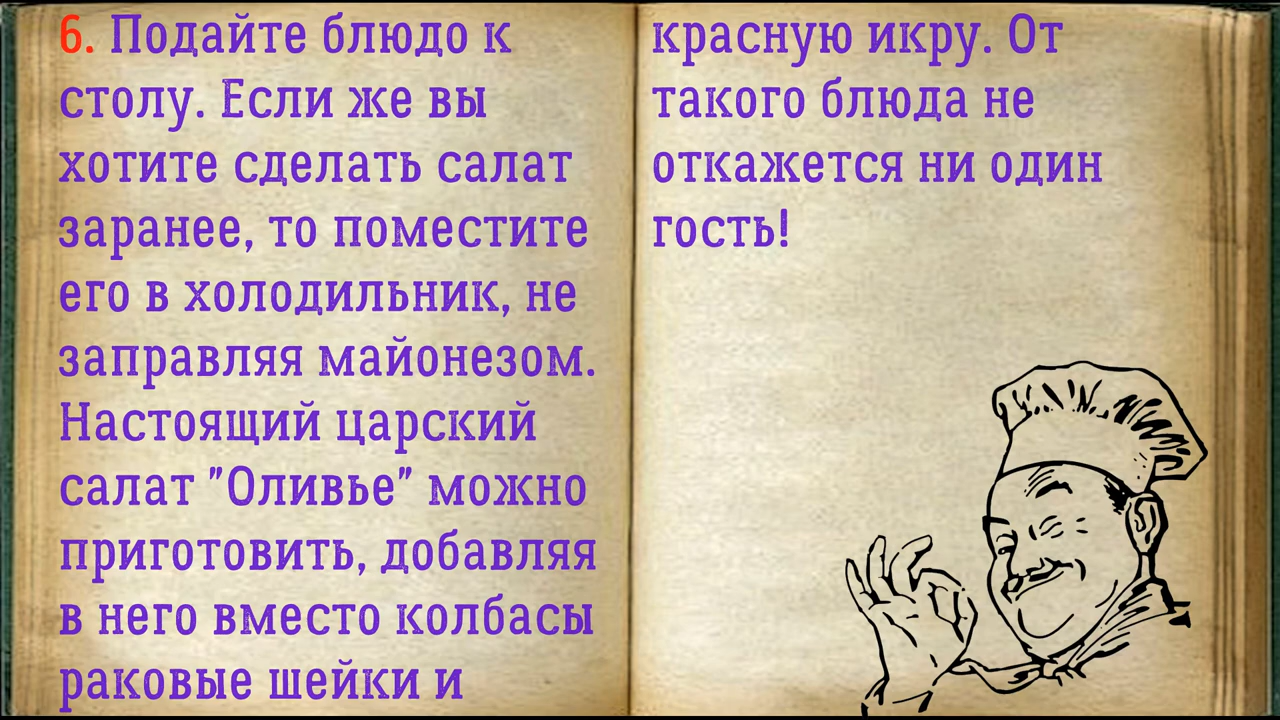 6. Подайте блюдо к
столу. Если же вы
хотите сделать салат
заранее, то поместите
его в холодильник, не
заправляя майонезом.
Настоящий царский
салат "Оливье" можно
приготовить, добавляя
в него вместо колбасы
раковые шейки и
красную икру. От
такого блюда не
откажется ни один
гость!